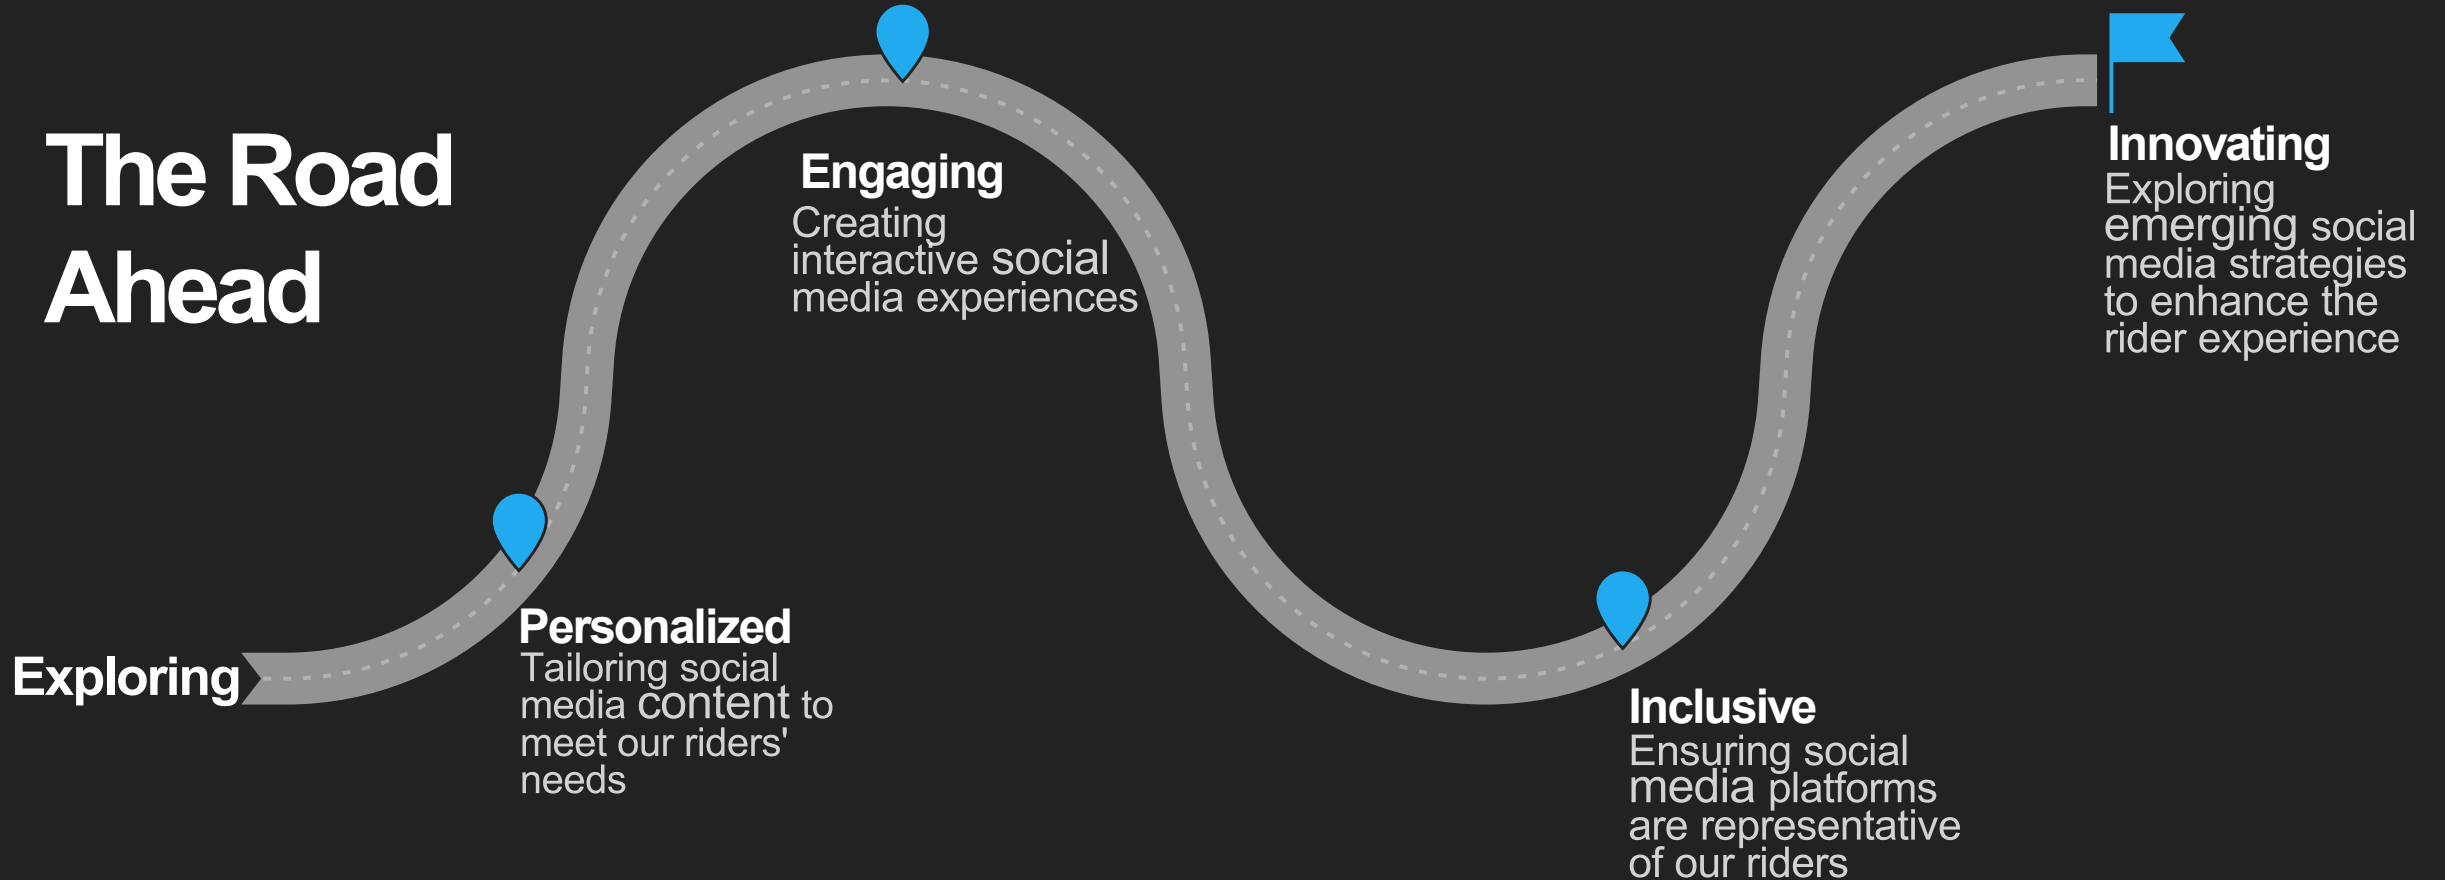 The Road
Ahead
Exploring
Personalized
Tailoring social
media content to
meet our riders'
needs
Engaging
Creating
interactive social
media experiences
Inclusive
Ensuring social
media platforms
are representative
of our riders
Innovating
Exploring
emerging social
media strategies
to enhance the
rider experience